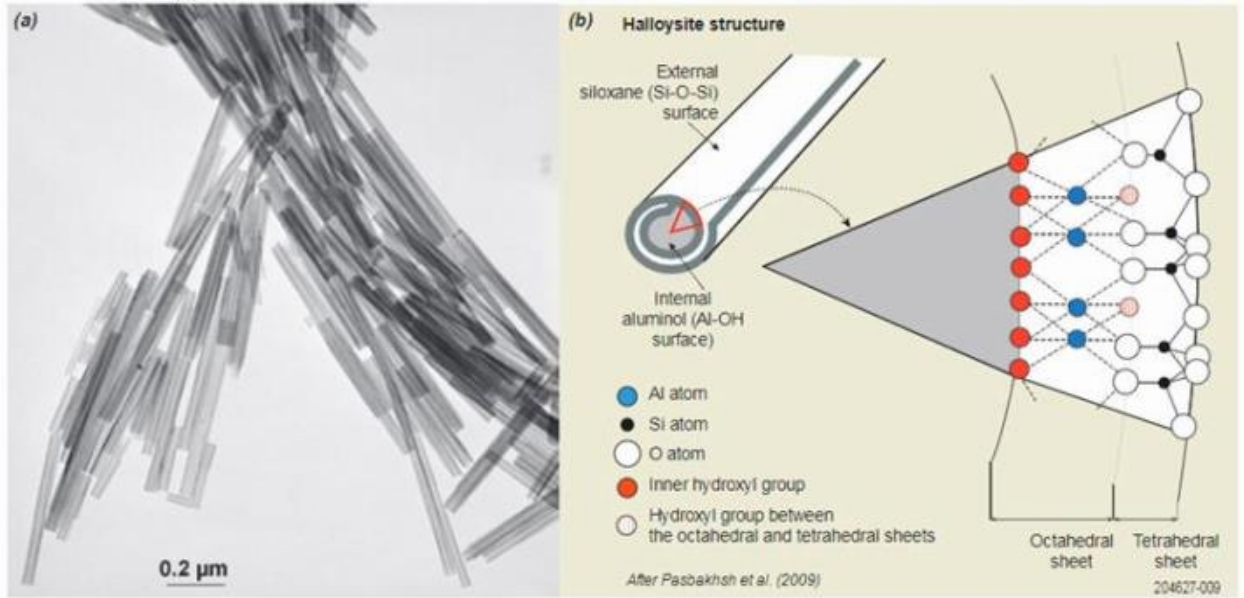 (a)
0.2 µm
(b) Halloysite structure
External
siloxane (Si-O-Si)
surface
Internal
aluminol (Al-OH
surface)
Al atom
Si atom
O atom
Inner hydroxyl group
Hydroxyl group between
the octahedral and tetrahedral sheets
Octahedral
sheet
Tetrahedral
sheet
After Pasbakhsh et al. (2009)
204627-009